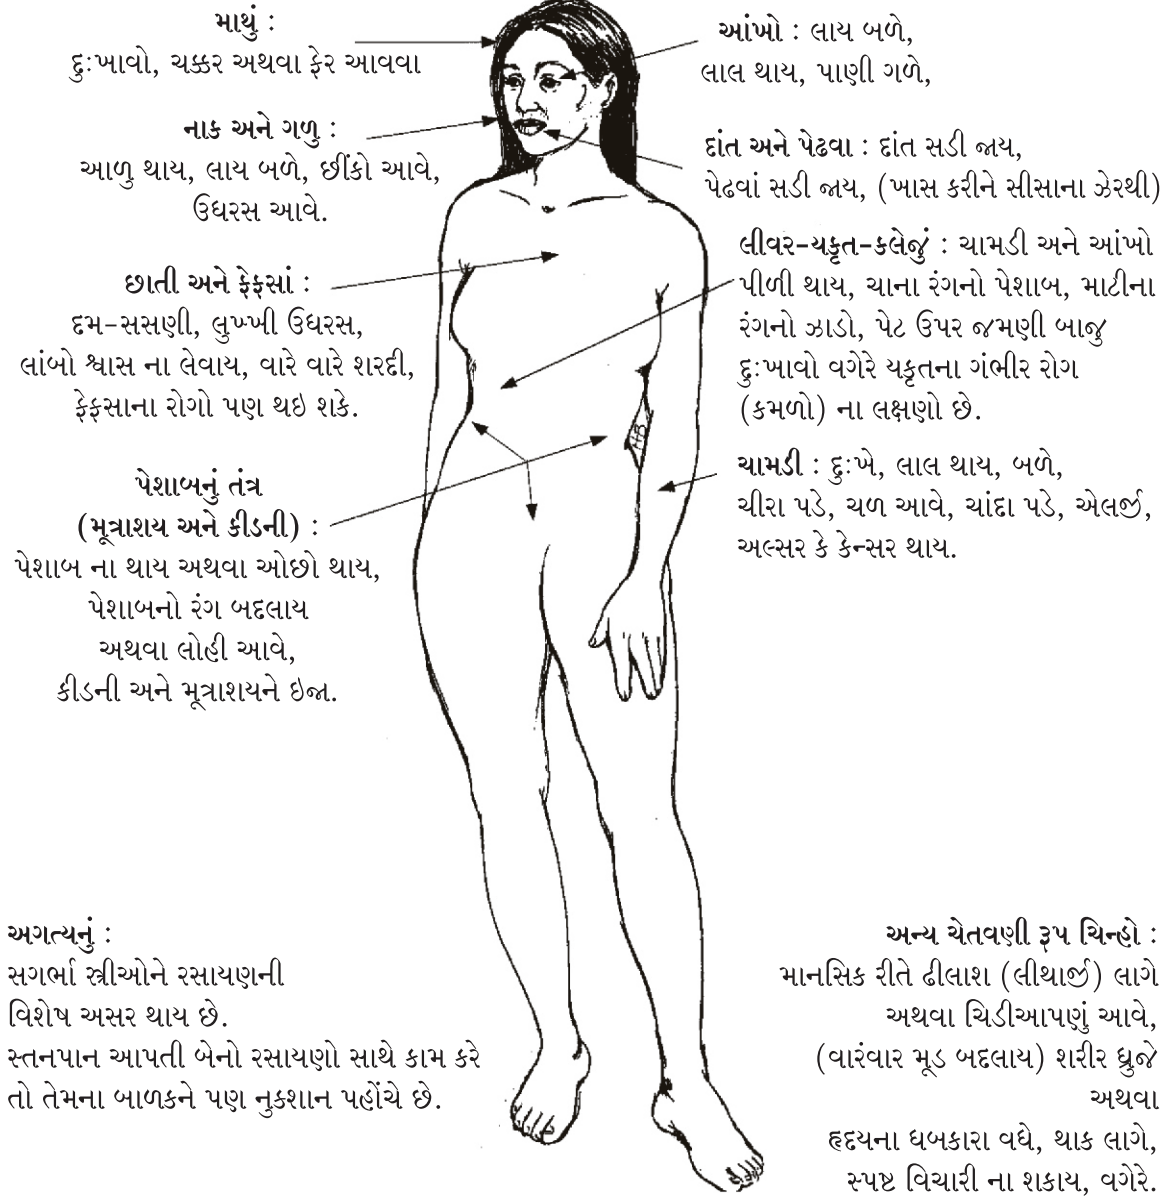 માથું :
દુઃખાવો, ચક્કર અથવા ફેર આવવા
નાક અને ગળુ :
આળુ થાય, લાય બળે, છીંકો આવે,
ઉધરસ આવે.
છાતી અને ફેફસાં :
દમ-સસણી, લુખ્ખી ઉધરસ,
લાંબો શ્વાસ ના લેવાય, વારે વારે શરદી,
ફેફસાના રોગો પણ થઇ શકે.
પેશાબનું તંત્ર
(મૂત્રાશય અને કીડની) :
પેશાબ ના થાય અથવા ઓછો થાય,
પેશાબનો રંગ બદલાય
અથવા લોહી આવે,
કીડની અને મૂત્રાશયને ઇજા.
આંખો : લાય બળે,
લાલ થાય, પાણી ગળે,
દાંત અને પેઢવા : દાંત સડી જાય,
પેઢવાં સડી જાય, (ખાસ કરીને સીસાના ઝેરથી)
લીવર-યકૃત-કલેજું : ચામડી અને આંખો
પીળી થાય, ચાના રંગનો પેશાબ, માટીના
રંગનો ઝાડો, પેટ ઉપર જમણી બાજુ
દુઃખાવો વગેરે યકૃતના ગંભીર રોગ
(કમળો) ના લક્ષણો છે.
ચામડી : દુઃખે, લાલ થાય, બળે,
ચીરા પડે, ચળ આવે, ચાંદા પડે, એલર્જી,
અલ્સર કે કેન્સર થાય.
અગત્યનું :
સગર્ભા સ્ત્રીઓને રસાયણની
વિશેષ અસર થાય છે.
સ્તનપાન આપતી બેનો રસાયણો સાથે કામ કરે
તો તેમના બાળકને પણ નુકશાન પહોંચે છે.
અન્ય ચેતવણી રૂપ ચિન્હો :
માનસિક રીતે ઢીલાશ (લીથાર્જી) લાગે
અથવા ચિડીઆપણું આવે,
(વારંવાર મૂડ બદલાય) શરીર ધ્રુજે
અથવા
હૃદયના ધબકારા વધે, થાક લાગે,
સ્પષ્ટ વિચારી ના શકાય, વગેરે.